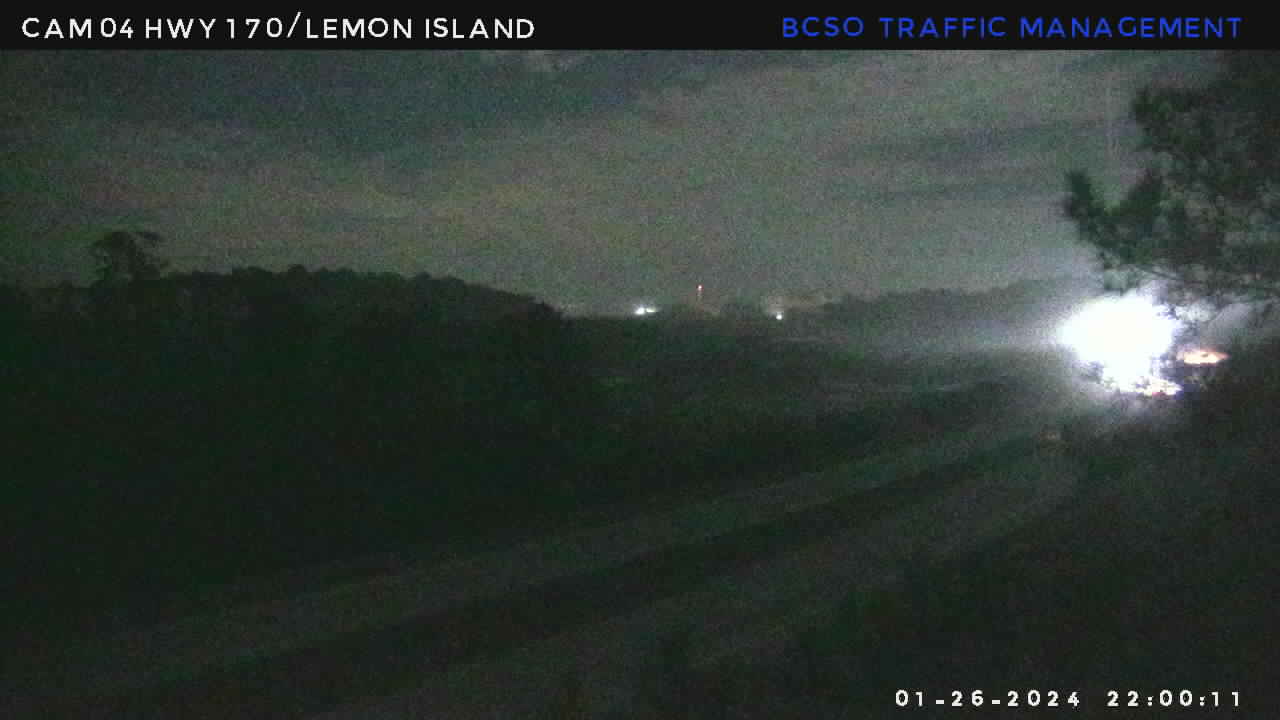 CAM04 HWY 170/LEMON ISLAND
BCSO TRAFFIC MANAGEMENT
01-26-2024 22:00:11